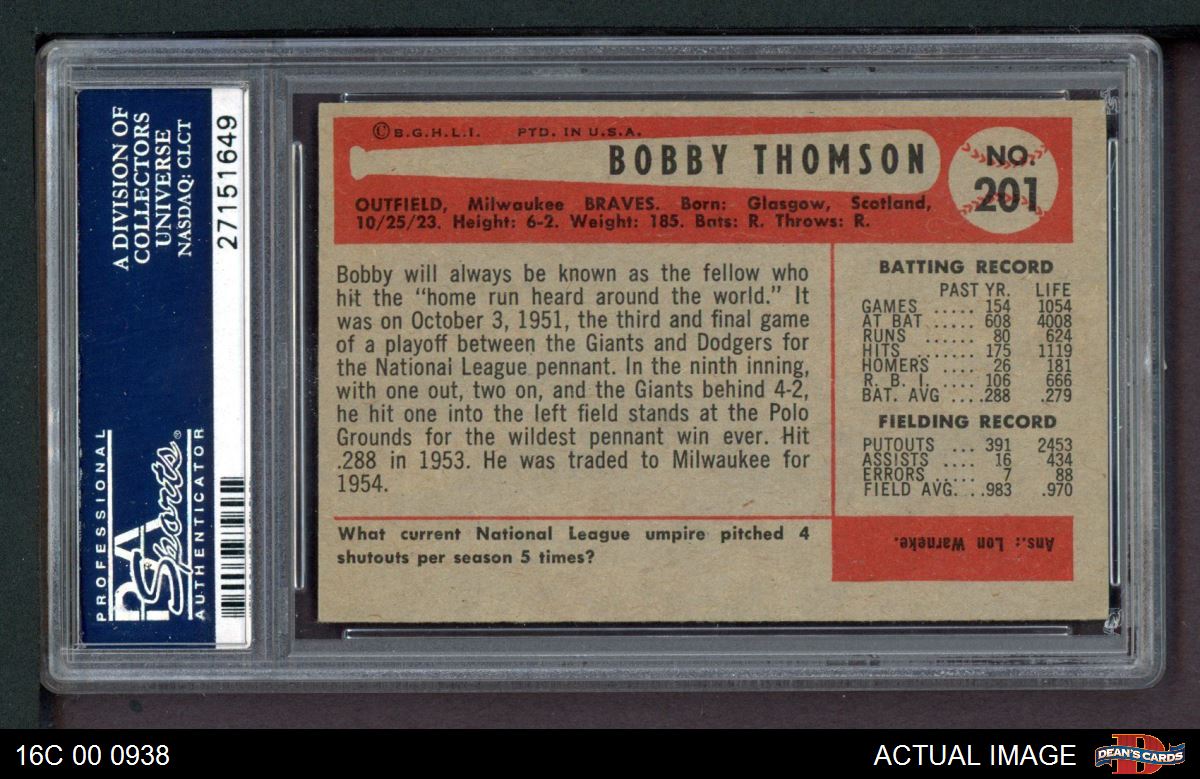 A DIVISION OF
COLLECTORS
UNIVERSE
NASDAQ: CLCT
27151649
PROFESSIONAL
PSA
Sports®
AUTHENTICATOR
© B.G.H.L.I. PTD. IN U.S.A.
BOBBY THOMSON
NO.
201
OUTFIELD, Milwaukee BRAVES. Born: Glasgow, Scotland,
10/25/23. Height: 6-2. Weight: 185. Bats: R. Throws: R.
Bobby will always be known as the fellow who
hit the "home run heard around the world." It
was on October 3, 1951, the third and final game
of a playoff between the Giants and Dodgers for
the National League pennant. In the ninth inning,
with one out, two on, and the Giants behind 4-2,
he hit one into the left field stands at the Polo
Grounds for the wildest pennant win ever. Hit
.288 in 1953. He was traded to Milwaukee for
1954.
BATTING RECORD
PAST YR. LIFE
GAMES ..... 154 1054
AT BAT ..... 608 4008
RUNS ...... 80 624
HITS ....... 175 1119
HOMERS .... 26 181
R. B. I. .... 106 666
BAT. AVG ....288 .279
FIELDING RECORD
PUTOUTS ... 391 2453
ASSISTS .... 16 434
ERRORS .... 7 88
FIELD AVG. ..983 .970
What current National League umpire pitched 4
shutouts per season 5 times?
Ans.: Lon Warneke.
16C 00 0938
ACTUAL IMAGE
D
DEAN'S CARDS